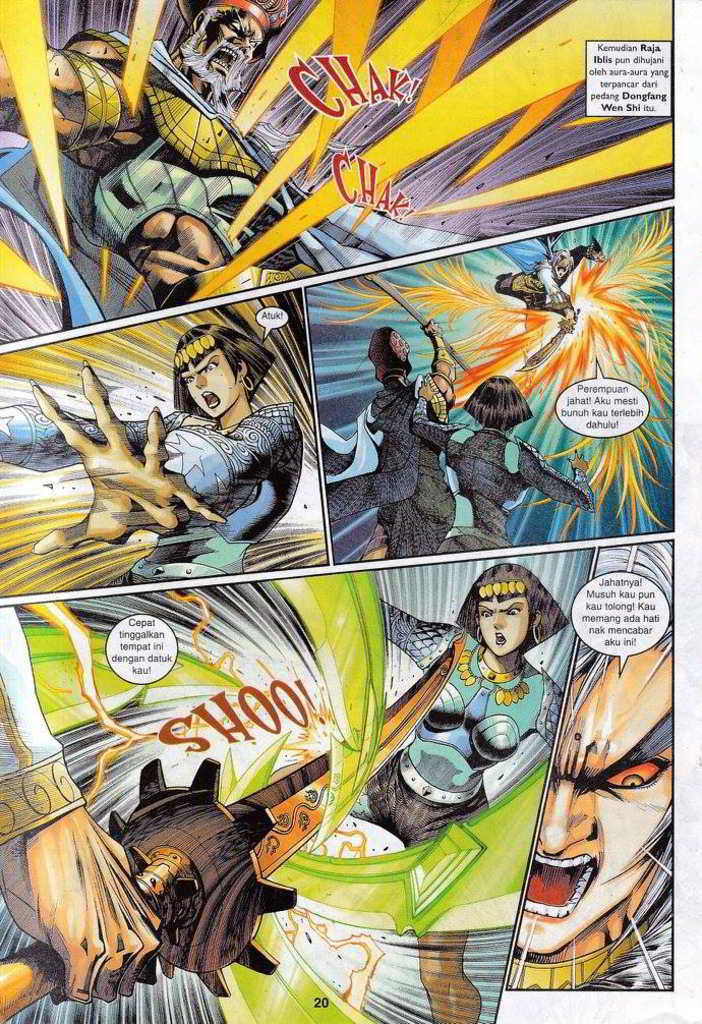 Kemudian Raja
Iblis pun dihujani
oleh aura-aura yang
terpancar dari
pedang Dongfang
Wen Shi itu.
CHAK!
CHAK!
Atuk!
Perempuan
jahat! Aku mesti
bunuh kau terlebih
dahulu!
Cepat
tinggalkan
tempat ini
dengan datuk
kau!
SHOO!
Jahatnya!
Musuh kau pun
kau tolong! Kau
memang ada hati
nak mencabar
aku ini!
20